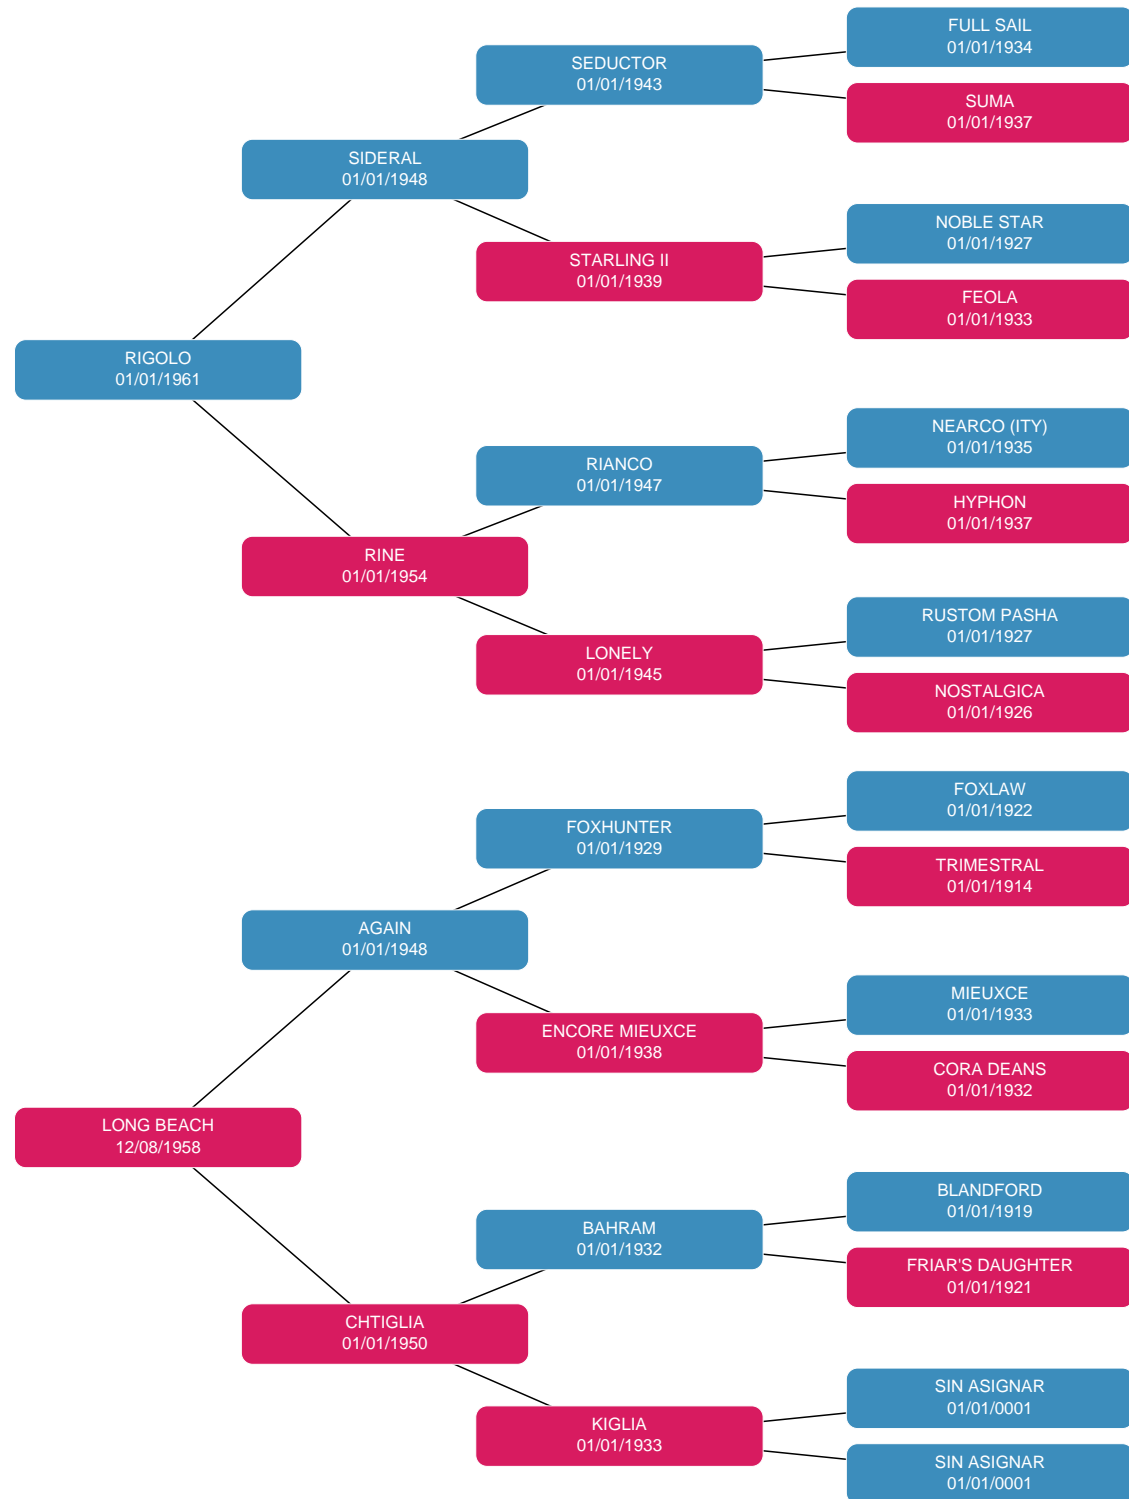 FULL SAIL
01/01/1934
SEDUCTOR
01/01/1943
SUMA
01/01/1937
SIDERAL
01/01/1948
NOBLE STAR
01/01/1927
STARLING II
01/01/1939
FEOLA
01/01/1933
RIGOLO
01/01/1961
NEARCO (ITY)
01/01/1935
RIANCO
01/01/1947
HYPHON
01/01/1937
RINE
01/01/1954
RUSTOM PASHA
01/01/1927
LONELY
01/01/1945
NOSTALGICA
01/01/1926
FOXLAW
01/01/1922
FOXHUNTER
01/01/1929
TRIMESTRAL
01/01/1914
AGAIN
01/01/1948
MIEUXCE
01/01/1933
ENCORE MIEUXCE
01/01/1938
CORA DEANS
01/01/1932
LONG BEACH
12/08/1958
BLANDFORD
01/01/1919
BAHRAM
01/01/1932
FRIAR'S DAUGHTER
01/01/1921
CHTIGLIA
01/01/1950
SIN ASIGNAR
01/01/0001
KIGLIA
01/01/1933
SIN ASIGNAR
01/01/0001